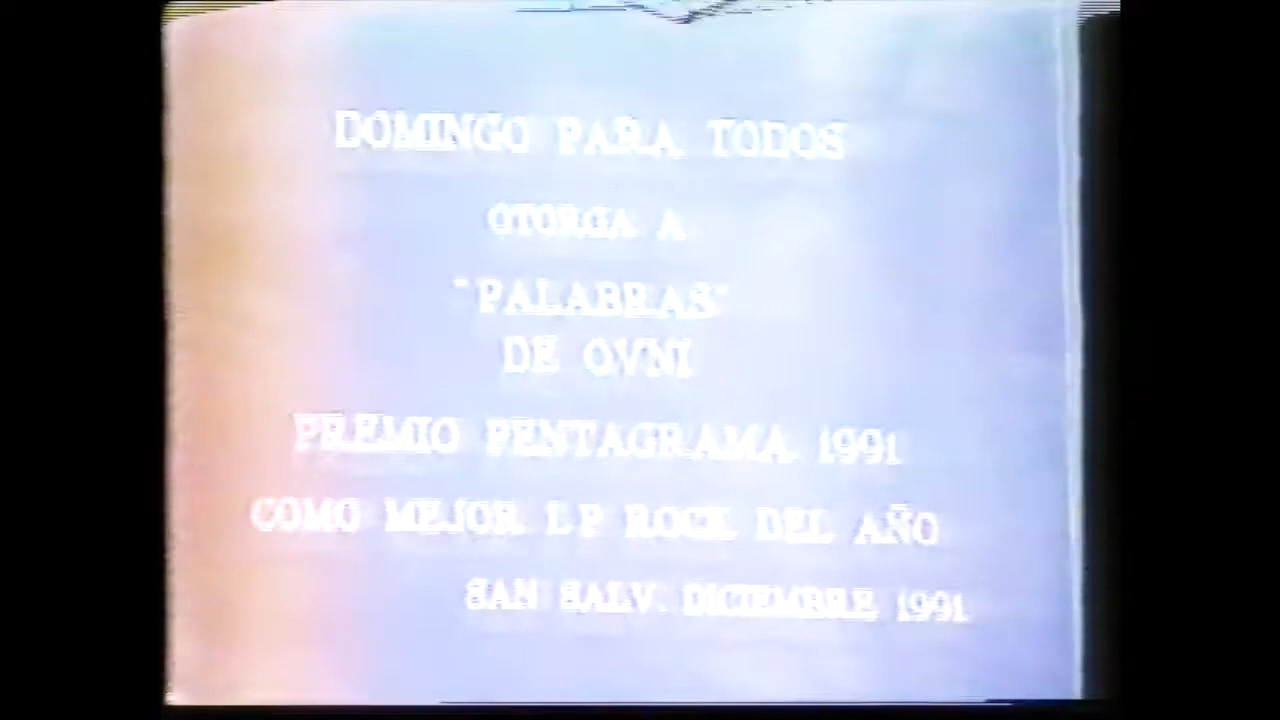 DOMINGO PARA TODOS
OTORGA A
"PALABRAS"
DE OVNI
PREMIO PENTAGRAMA 1991
COMO MEJOR LP ROCK DEL AÑO
SAN SALV. DICIEMBRE 1991